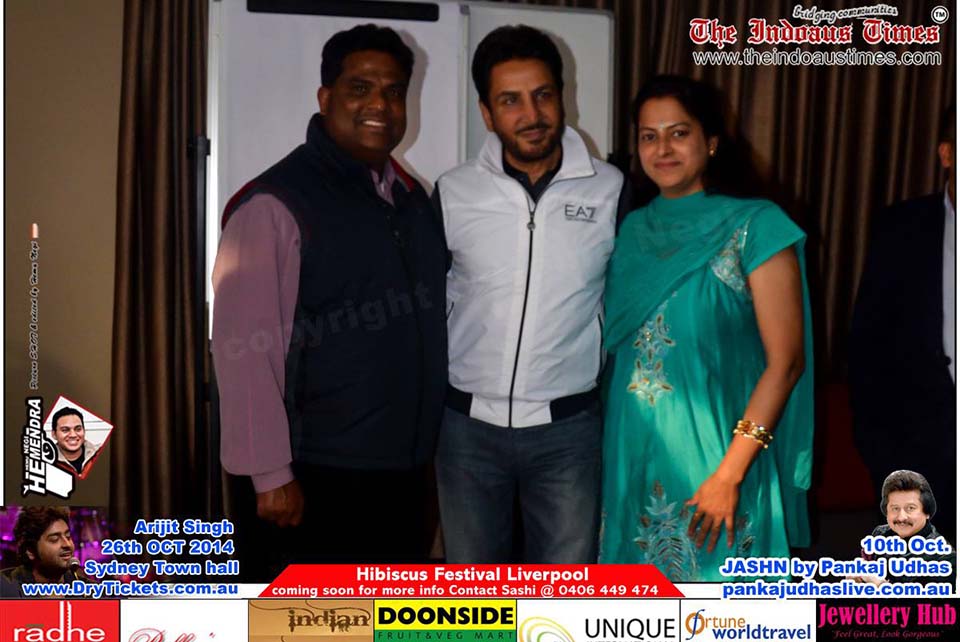 bridging communities
The Indoaus Times
TM
www.theindoaustimes.com
EA7
copyright
NEGI
HEMENDRA
Arijit Singh
26th OCT 2014
Sydney Town hall
www.DryTickets.com.au
10th Oct.
JASHN by Pankaj Udhas
pankajudhaslive.com.au
Hibiscus Festival Liverpool
coming soon for more info Contact Sashi @ 0406 449 474
radhe
indian
DOONSIDE
FRUIT&VEG MART
UNIQUE
fortune
worldtravel
Jewellery Hub
"Feel Great, Look Gorgeous"